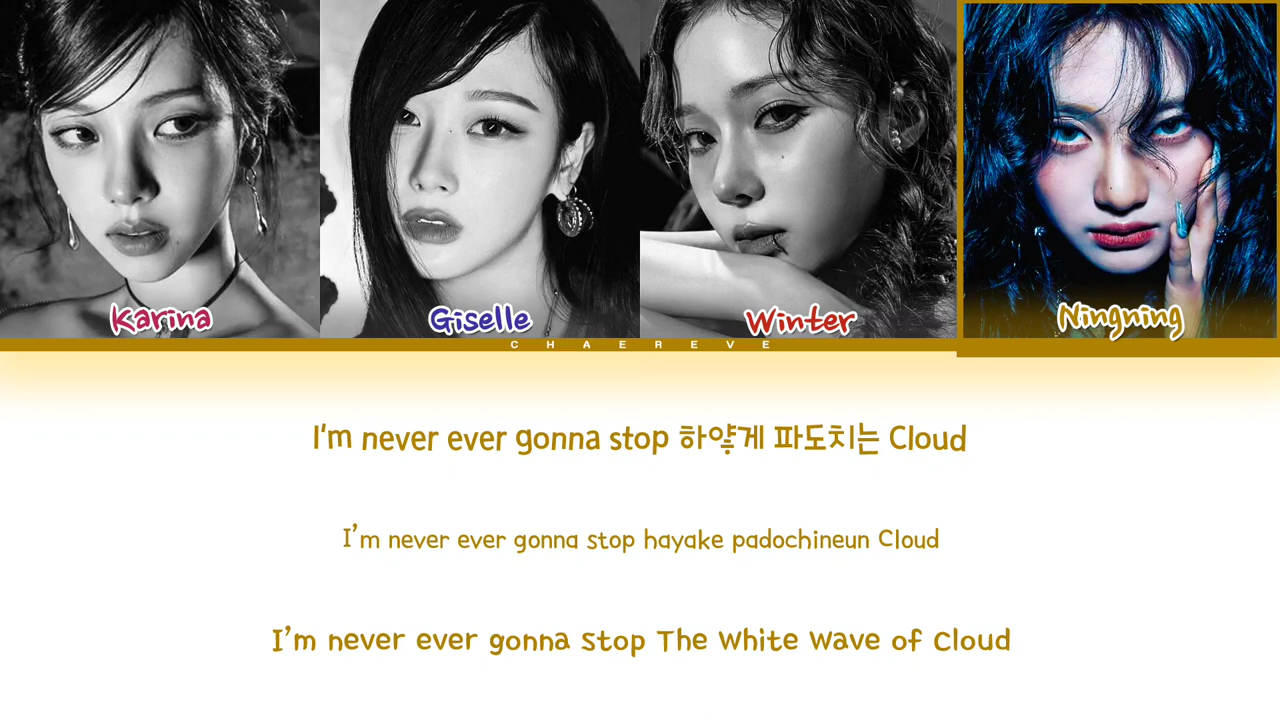 Karina Giselle Winter Ningning
CHAEREVE
I'm never ever gonna stop 하얗게 파도치는 Cloud
I'm never ever gonna stop hayake padochineun Cloud
I'm never ever gonna Stop The White Wave of Cloud